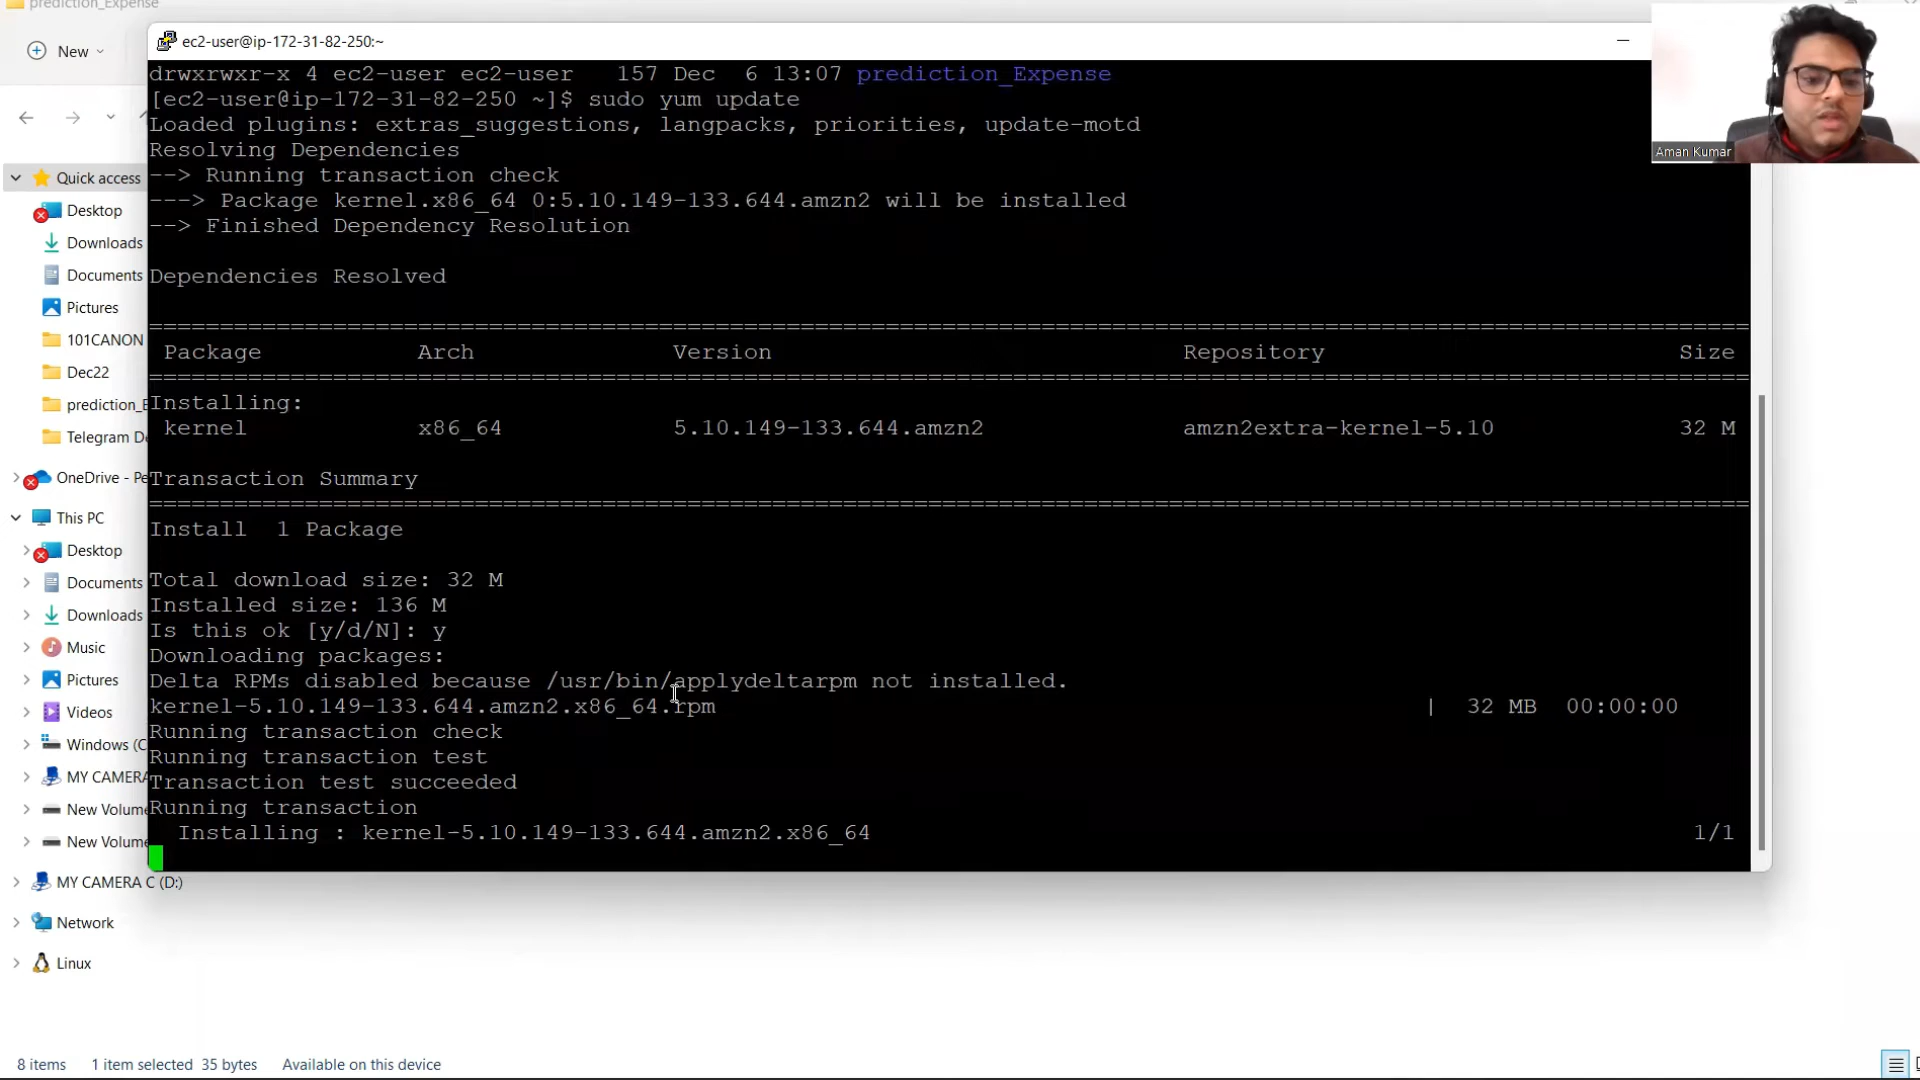 prediction_Expense
New
ec2-user@ip-172-31-82-250:~
drwxrwxr-x 4 ec2-user ec2-user   157 Dec  6 13:07 prediction_Expense
[ec2-user@ip-172-31-82-250 ~]$ sudo yum update
Loaded plugins: extras_suggestions, langpacks, priorities, update-motd
Resolving Dependencies
--> Running transaction check
---> Package kernel.x86_64 0:5.10.149-133.644.amzn2 will be installed
--> Finished Dependency Resolution
Dependencies Resolved
================================================================================
Package Arch Version Repository Size
================================================================================
Installing:
kernel x86_64 5.10.149-133.644.amzn2 amzn2extra-kernel-5.10 32 M
Transaction Summary
================================================================================
Install  1 Package
Total download size: 32 M
Installed size: 136 M
Is this ok [y/d/N]: y
Downloading packages:
Delta RPMs disabled because /usr/bin/applydeltarpm not installed.
kernel-5.10.149-133.644.amzn2.x86_64.rpm | 32 MB 00:00:00
Running transaction check
Running transaction test
Transaction test succeeded
Running transaction
Installing : kernel-5.10.149-133.644.amzn2.x86_64 1/1
Aman Kumar
Quick access
Desktop
Downloads
Documents
Pictures
101CANON
Dec22
prediction_E
Telegram De
OneDrive - Pe
This PC
Desktop
Documents
Downloads
Music
Pictures
Videos
Windows (C
MY CAMERA
New Volume
New Volume
MY CAMERA C (D:)
Network
Linux
8 items 1 item selected 35 bytes Available on this device